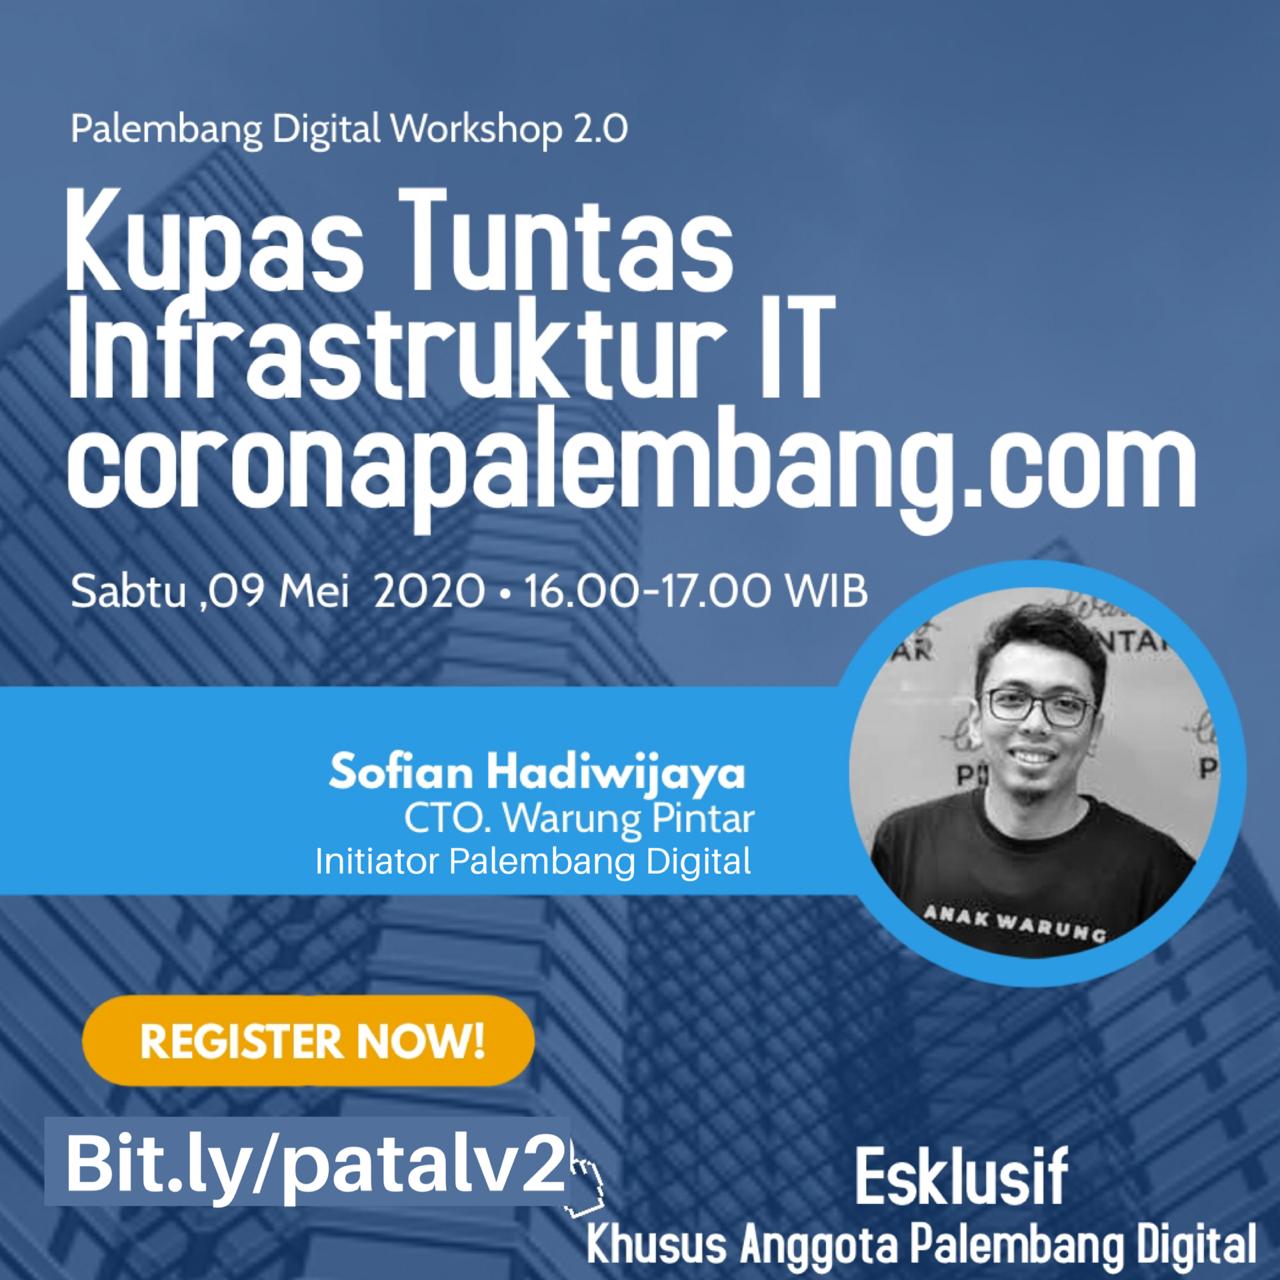 Palembang Digital Workshop 2.0
Kupas Tuntas
Infrastruktur IT
coronapalembang.com
Sabtu ,09 Mei 2020 • 16.00-17.00 WIB
Sofian Hadiwijaya
CTO. Warung Pintar
Initiator Palembang Digital
ANAK WARUNG
REGISTER NOW!
Bit.ly/patalv2
Esklusif
Khusus Anggota Palembang Digital